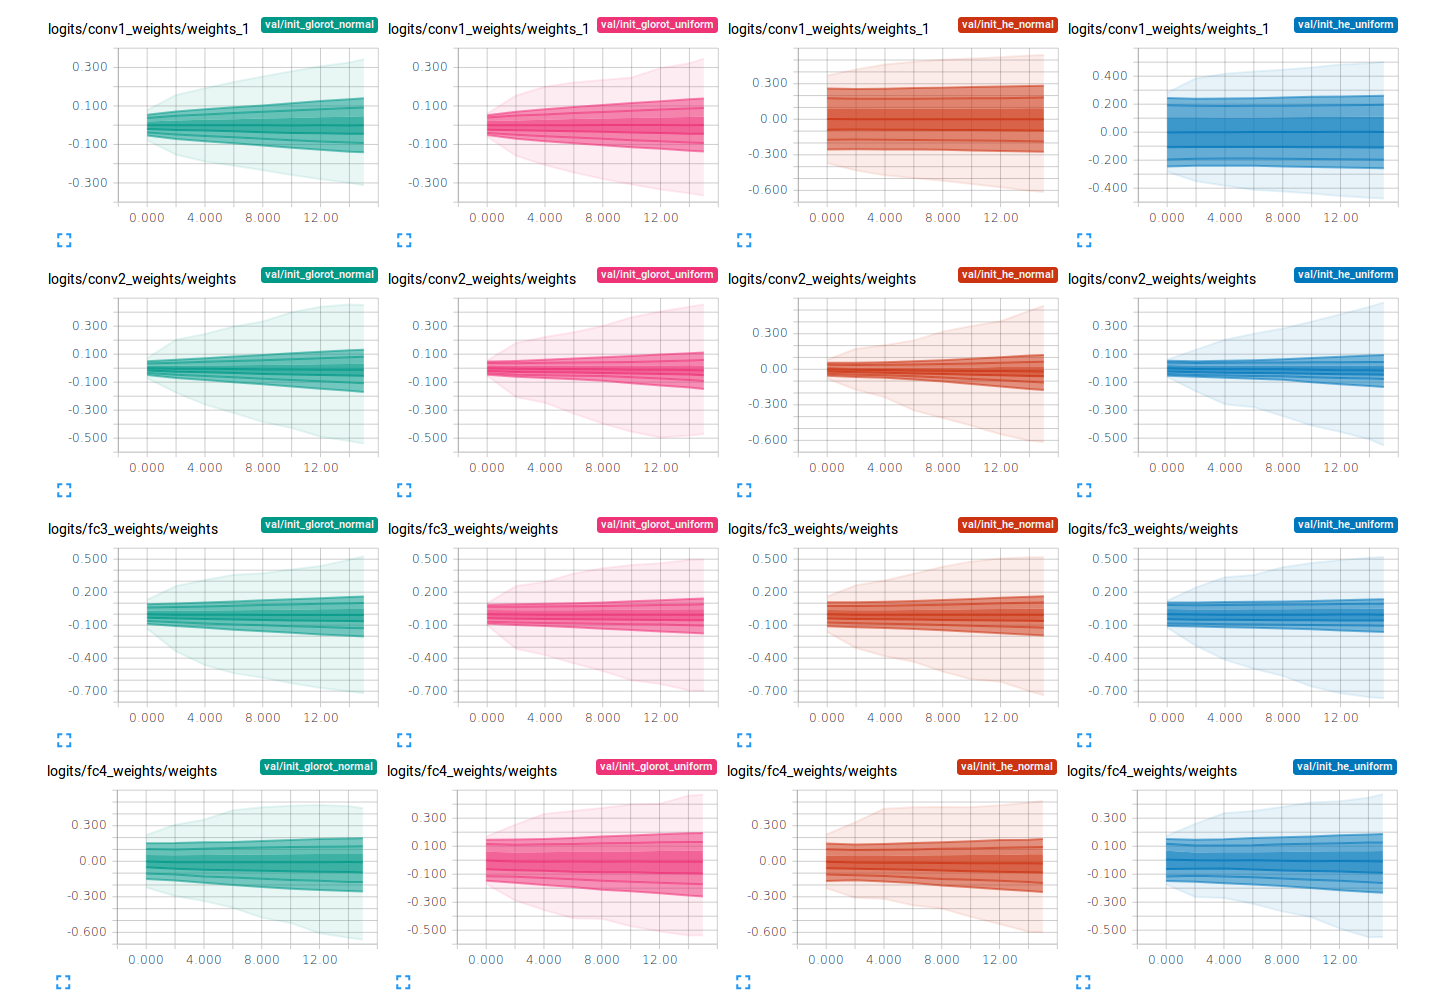 logits/conv1_weights/weights_1 val/init_glorot_normal logits/conv1_weights/weights_1 val/init_glorot_uniform logits/conv1_weights/weights_1 val/init_he_normal logits/conv1_weights/weights_1 val/init_he_uniform
0.300 0.300 0.300 0.400
0.100 0.100 0.00 0.200
-0.100 -0.100 -0.300 0.00
-0.300 -0.300 -0.600 -0.200
-0.400
0.000 4.000 8.000 12.00 0.000 4.000 8.000 12.00 0.000 4.000 8.000 12.00 0.000 4.000 8.000 12.00
logits/conv2_weights/weights val/init_glorot_normal logits/conv2_weights/weights val/init_glorot_uniform logits/conv2_weights/weights val/init_he_normal logits/conv2_weights/weights val/init_he_uniform
0.300 0.300 0.300 0.300
0.100 0.100 0.00 0.100
-0.100 -0.100 -0.300 -0.100
-0.300 -0.300 -0.600 -0.300
-0.500 -0.500 -0.500
0.000 4.000 8.000 12.00 0.000 4.000 8.000 12.00 0.000 4.000 8.000 12.00 0.000 4.000 8.000 12.00
logits/fc3_weights/weights val/init_glorot_normal logits/fc3_weights/weights val/init_glorot_uniform logits/fc3_weights/weights val/init_he_normal logits/fc3_weights/weights val/init_he_uniform
0.500 0.500 0.500 0.500
0.200 0.200 0.200 0.200
-0.100 -0.100 -0.100 -0.100
-0.400 -0.400 -0.400 -0.400
-0.700 -0.700 -0.700 -0.700
0.000 4.000 8.000 12.00 0.000 4.000 8.000 12.00 0.000 4.000 8.000 12.00 0.000 4.000 8.000 12.00
logits/fc4_weights/weights val/init_glorot_normal logits/fc4_weights/weights val/init_glorot_uniform logits/fc4_weights/weights val/init_he_normal logits/fc4_weights/weights val/init_he_uniform
0.300 0.300 0.300 0.300
0.00 0.100 0.00 0.100
-0.300 -0.100 -0.300 -0.100
-0.600 -0.300 -0.600 -0.300
-0.500 -0.500
0.000 4.000 8.000 12.00 0.000 4.000 8.000 12.00 0.000 4.000 8.000 12.00 0.000 4.000 8.000 12.00